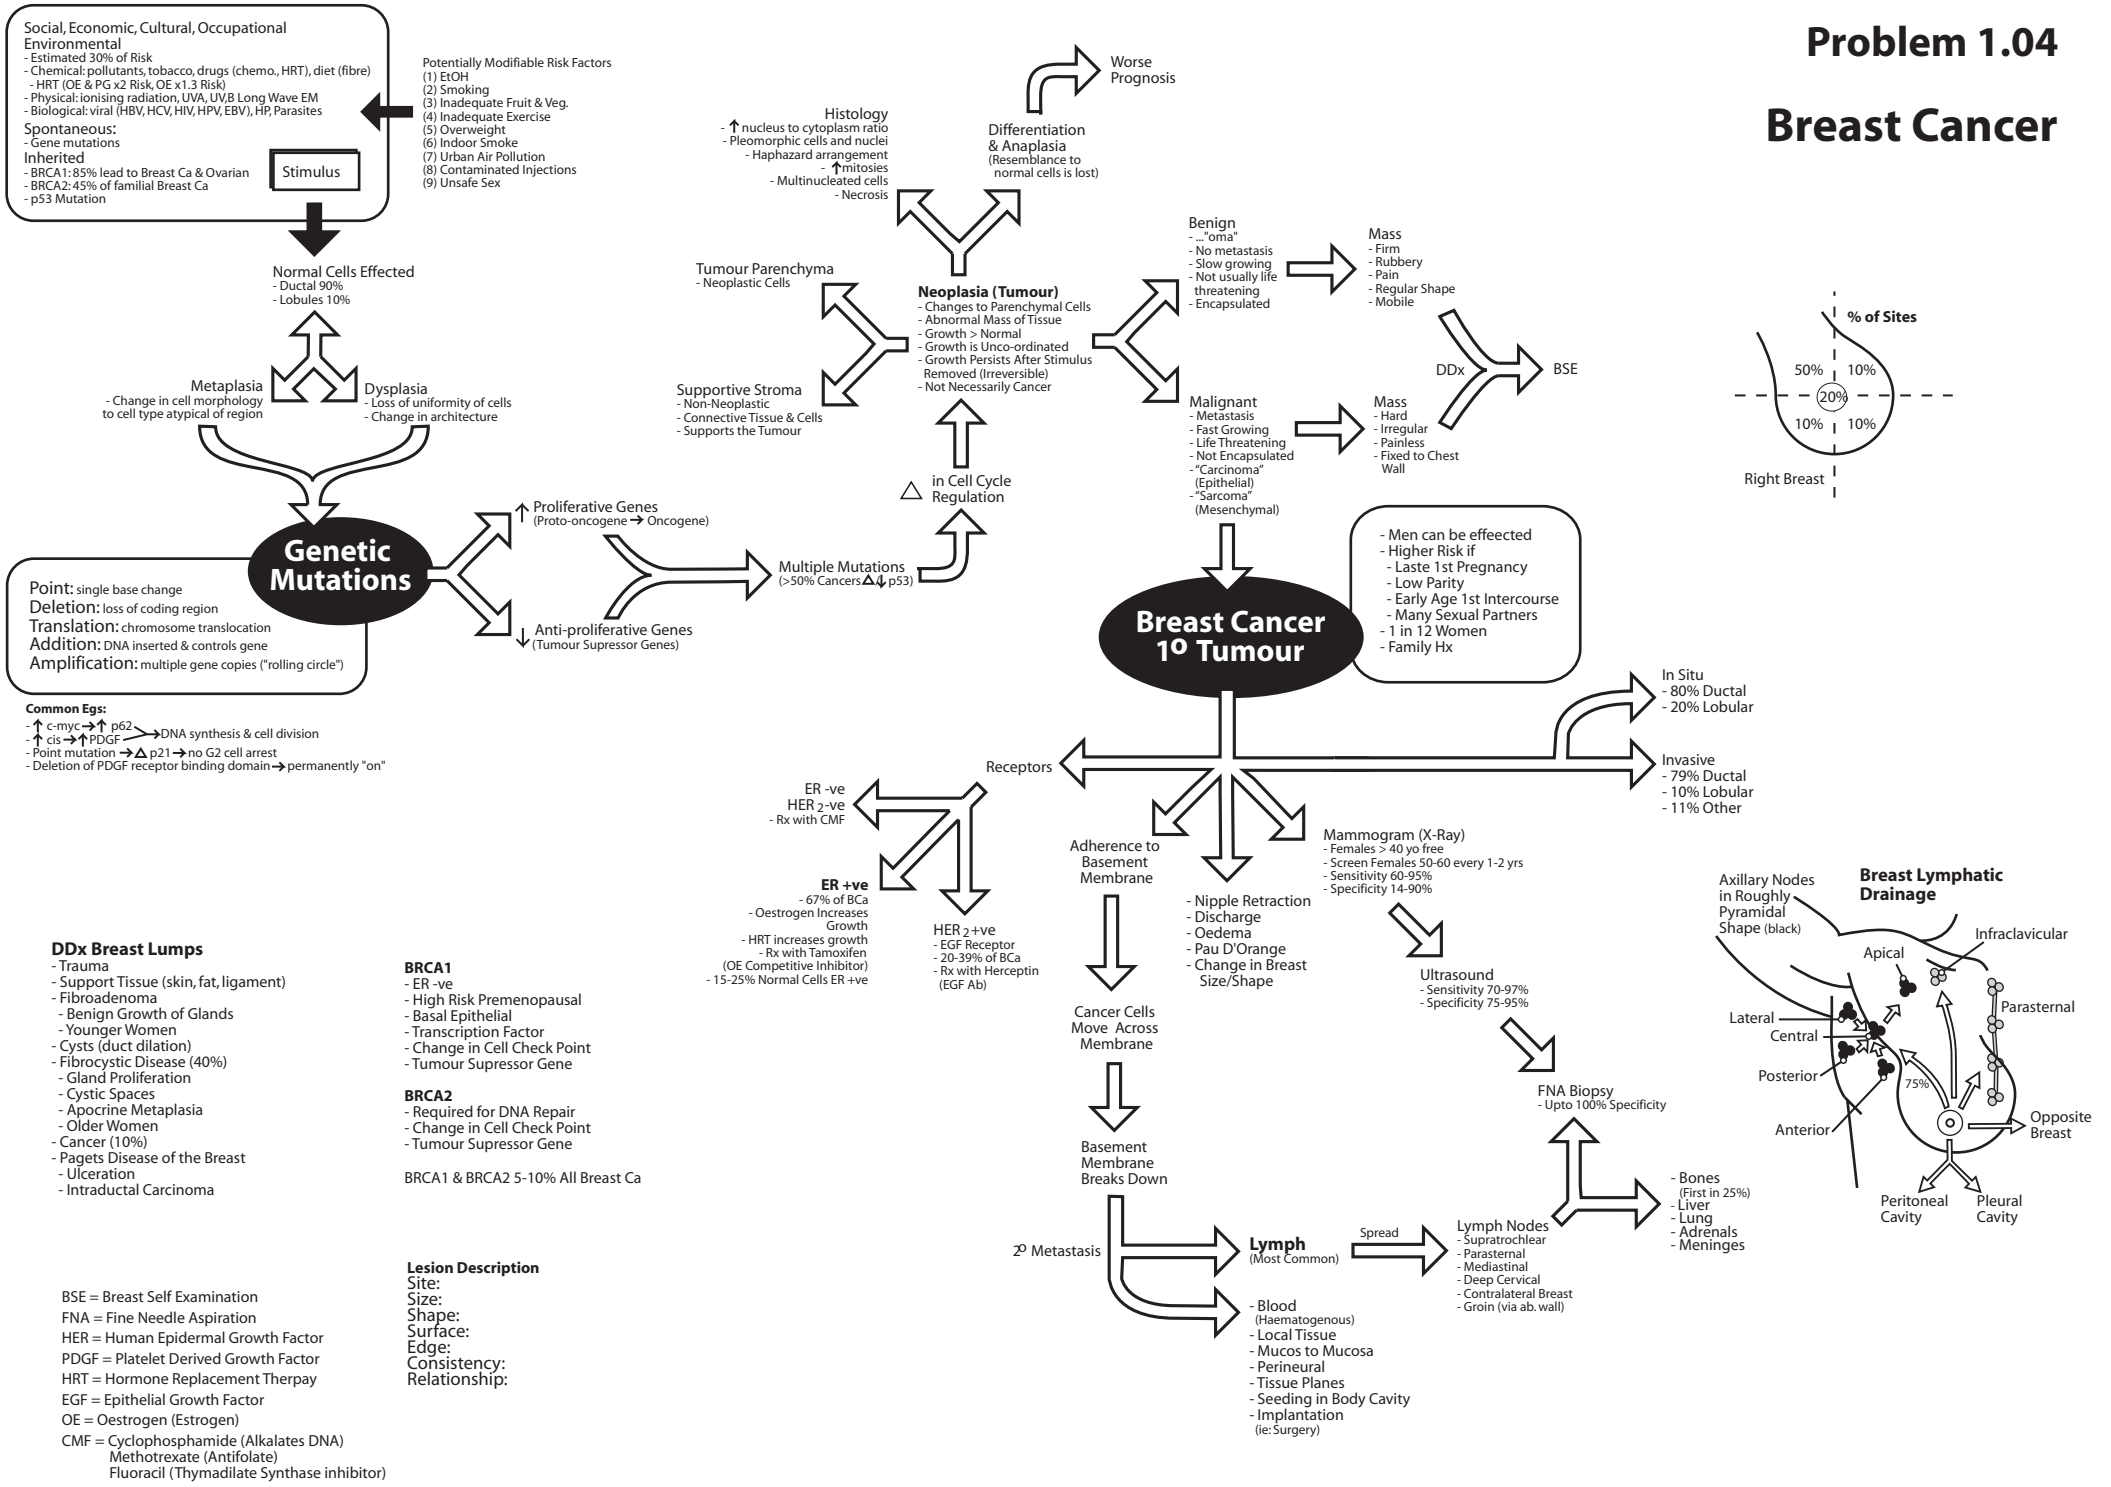 Problem 1.04
Breast Cancer
Social, Economic, Cultural, Occupational
Environmental
- Estimated 30% of Risk
- Chemical: pollutants, tobacco, drugs (chemo., HRT), diet (fibre)
- HRT (OE & PG x2 Risk, OE x1.3 Risk)
- Physical: ionising radiation, UVA, UV,B Long Wave EM
- Biological: viral (HBV, HCV, HIV, HPV, EBV), HP, Parasites
Spontaneous:
- Gene mutations
Inherited
- BRCA1: 85% lead to Breast Ca & Ovarian
- BRCA2: 45% of familial Breast Ca
- p53 Mutation
Stimulus
Potentially Modifiable Risk Factors
(1) EtOH
(2) Smoking
(3) Inadequate Fruit & Veg.
(4) Inadequate Exercise
(5) Overweight
(6) Indoor Smoke
(7) Urban Air Pollution
(8) Contaminated Injections
(9) Unsafe Sex
Normal Cells Effected
- Ductal 90%
- Lobules 10%
Metaplasia
- Change in cell morphology
to cell type atypical of region
Dysplasia
- Loss of uniformity of cells
- Change in architecture
Genetic
Mutations
Point: single base change
Deletion: loss of coding region
Translation: chromosome translocation
Addition: DNA inserted & controls gene
Amplification: multiple gene copies ("rolling circle")
Common Egs:
- ↑ c-myc → ↑ p62
- ↑ cis → ↑ PDGF
DNA synthesis & cell division
- Point mutation → △ p21 → no G2 cell arrest
- Deletion of PDGF receptor binding domain → permanently "on"
↑ Proliferative Genes
(Proto-oncogene → Oncogene)
↓ Anti-proliferative Genes
(Tumour Supressor Genes)
Multiple Mutations
(>50% Cancers △/↓ p53)
△ in Cell Cycle
Regulation
Histology
- ↑ nucleus to cytoplasm ratio
- Pleomorphic cells and nuclei
- Haphazard arrangement
- ↑ mitosies
- Multinucleated cells
- Necrosis
Differentiation
& Anaplasia
(Resemblance to
normal cells is lost)
Worse
Prognosis
Tumour Parenchyma
- Neoplastic Cells
Supportive Stroma
- Non-Neoplastic
- Connective Tissue & Cells
- Supports the Tumour
Neoplasia (Tumour)
- Changes to Parenchymal Cells
- Abnormal Mass of Tissue
- Growth > Normal
- Growth is Unco-ordinated
- Growth Persists After Stimulus
Removed (Irreversible)
- Not Necessarily Cancer
Benign
- ..."oma"
- No metastasis
- Slow growing
- Not usually life
threatening
- Encapsulated
Mass
- Firm
- Rubbery
- Pain
- Regular Shape
- Mobile
Malignant
- Metastasis
- Fast Growing
- Life Threatening
- Not Encapsulated
- "Carcinoma"
(Epithelial)
- "Sarcoma"
(Mesenchymal)
Mass
- Hard
- Irregular
- Painless
- Fixed to Chest
Wall
DDx
BSE
% of Sites
50%
10%
20%
10%
10%
Right Breast
Breast Cancer
1º Tumour
- Men can be effeected
- Higher Risk if
- Laste 1st Pregnancy
- Low Parity
- Early Age 1st Intercourse
- Many Sexual Partners
- 1 in 12 Women
- Family Hx
In Situ
- 80% Ductal
- 20% Lobular
Invasive
- 79% Ductal
- 10% Lobular
- 11% Other
Receptors
ER -ve
HER 2 -ve
- Rx with CMF
ER +ve
- 67% of BCa
- Oestrogen Increases
Growth
- HRT increases growth
- Rx with Tamoxifen
(OE Competitive Inhibitor)
- 15-25% Normal Cells ER +ve
HER 2 +ve
- EGF Receptor
- 20-39% of BCa
- Rx with Herceptin
(EGF Ab)
Adherence to
Basement
Membrane
Cancer Cells
Move Across
Membrane
Basement
Membrane
Breaks Down
- Nipple Retraction
- Discharge
- Oedema
- Pau D'Orange
- Change in Breast
Size/Shape
Mammogram (X-Ray)
- Females > 40 yo free
- Screen Females 50-60 every 1-2 yrs
- Sensitivity 60-95%
- Specificity 14-90%
Ultrasound
- Sensitivity 70-97%
- Specificity 75-95%
FNA Biopsy
- Upto 100% Specificity
2º Metastasis
Lymph
(Most Common)
Spread
Lymph Nodes
- Supratrochlear
- Parasternal
- Mediastinal
- Deep Cervical
- Contralateral Breast
- Groin (via ab. wall)
- Bones
(First in 25%)
- Liver
- Lung
- Adrenals
- Meninges
- Blood
(Haematogenous)
- Local Tissue
- Mucos to Mucosa
- Perineural
- Tissue Planes
- Seeding in Body Cavity
- Implantation
(ie: Surgery)
Breast Lymphatic
Drainage
Axillary Nodes
in Roughly
Pyramidal
Shape (black)
Apical
Infraclavicular
Parasternal
Lateral
Central
Posterior
Anterior
75%
Opposite
Breast
Peritoneal
Cavity
Pleural
Cavity
DDx Breast Lumps
- Trauma
- Support Tissue (skin, fat, ligament)
- Fibroadenoma
- Benign Growth of Glands
- Younger Women
- Cysts (duct dilation)
- Fibrocystic Disease (40%)
- Gland Proliferation
- Cystic Spaces
- Apocrine Metaplasia
- Older Women
- Cancer (10%)
- Pagets Disease of the Breast
- Ulceration
- Intraductal Carcinoma
BRCA1
- ER -ve
- High Risk Premenopausal
- Basal Epithelial
- Transcription Factor
- Change in Cell Check Point
- Tumour Supressor Gene
BRCA2
- Required for DNA Repair
- Change in Cell Check Point
- Tumour Supressor Gene
BRCA1 & BRCA2 5-10% All Breast Ca
Lesion Description
Site:
Size:
Shape:
Surface:
Edge:
Consistency:
Relationship:
BSE = Breast Self Examination
FNA = Fine Needle Aspiration
HER = Human Epidermal Growth Factor
PDGF = Platelet Derived Growth Factor
HRT = Hormone Replacement Therpay
EGF = Epithelial Growth Factor
OE = Oestrogen (Estrogen)
CMF = Cyclophosphamide (Alkalates DNA)
Methotrexate (Antifolate)
Fluoracil (Thymadilate Synthase inhibitor)